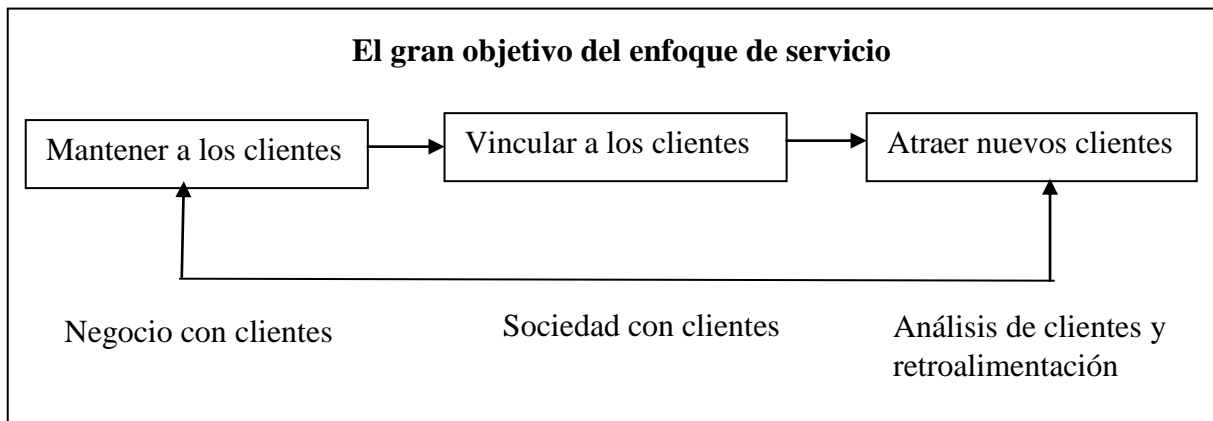 El gran objetivo del enfoque de servicio
Mantener a los clientes
Vincular a los clientes
Atraer nuevos clientes
Negocio con clientes
Sociedad con clientes
Análisis de clientes y
retroalimentación